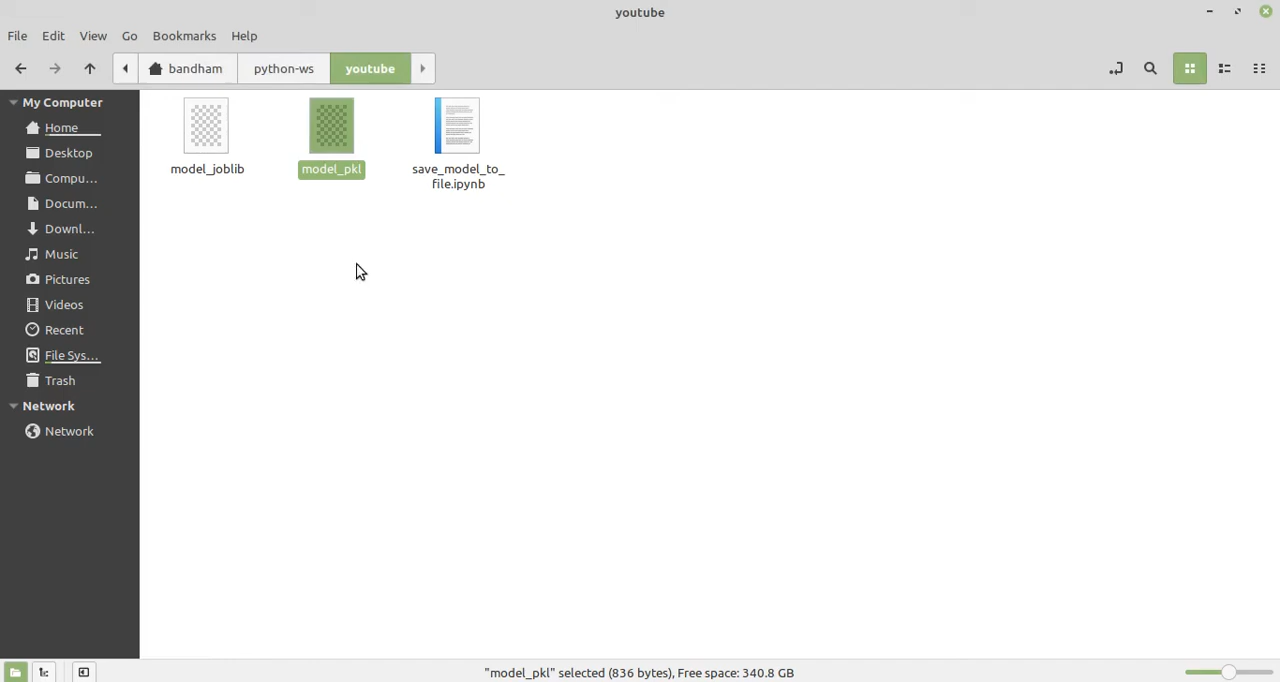 youtube
File Edit View Go Bookmarks Help
bandham python-ws youtube
My Computer
Home
Desktop
Compu...
Docum...
Downl...
Music
Pictures
Videos
Recent
File Sys...
Trash
Network
Network
model_joblib model_pkl save_model_to_
file.ipynb
"model_pkl" selected (836 bytes), Free space: 340.8 GB